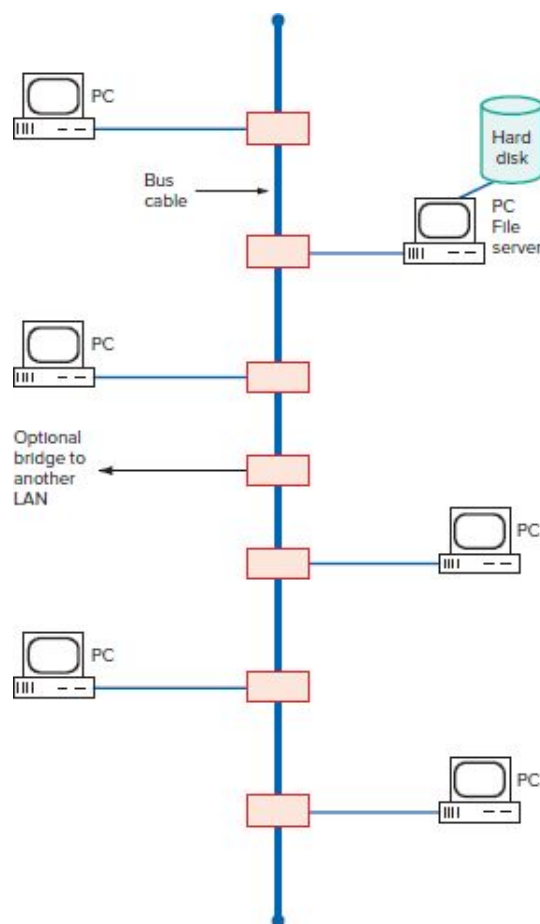 PC
Hard
disk
Bus
cable
PC
File
server
PC
Optional
bridge to
another
LAN
PC
PC
PC